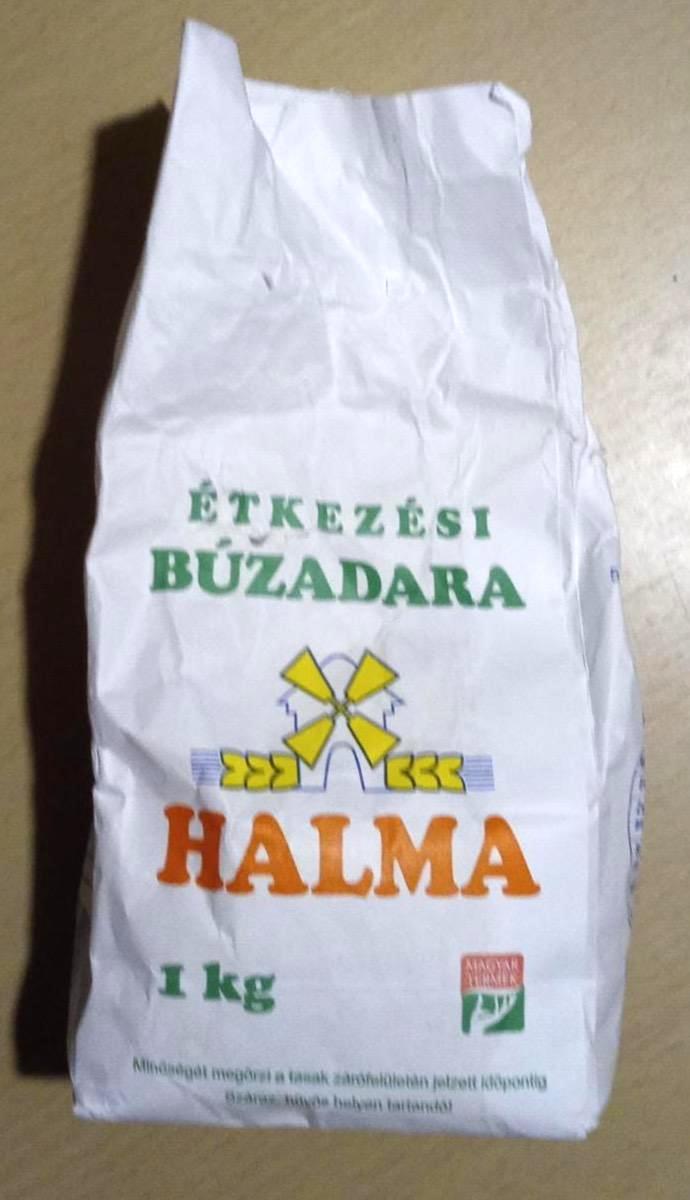 ÉTKEZÉSI
BÚZADARA
HALMA
1 kg
MAGYAR
TERMÉK
Minőségét megőrzi a tasak zárófelületén jelzett időpontig
Száraz, hűvös helyen tartandó!